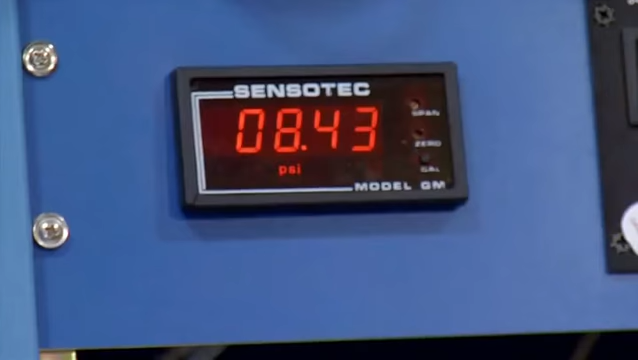 SENSOTEC
08.43
psi
SPAN
ZERO
CAL
MODEL GM